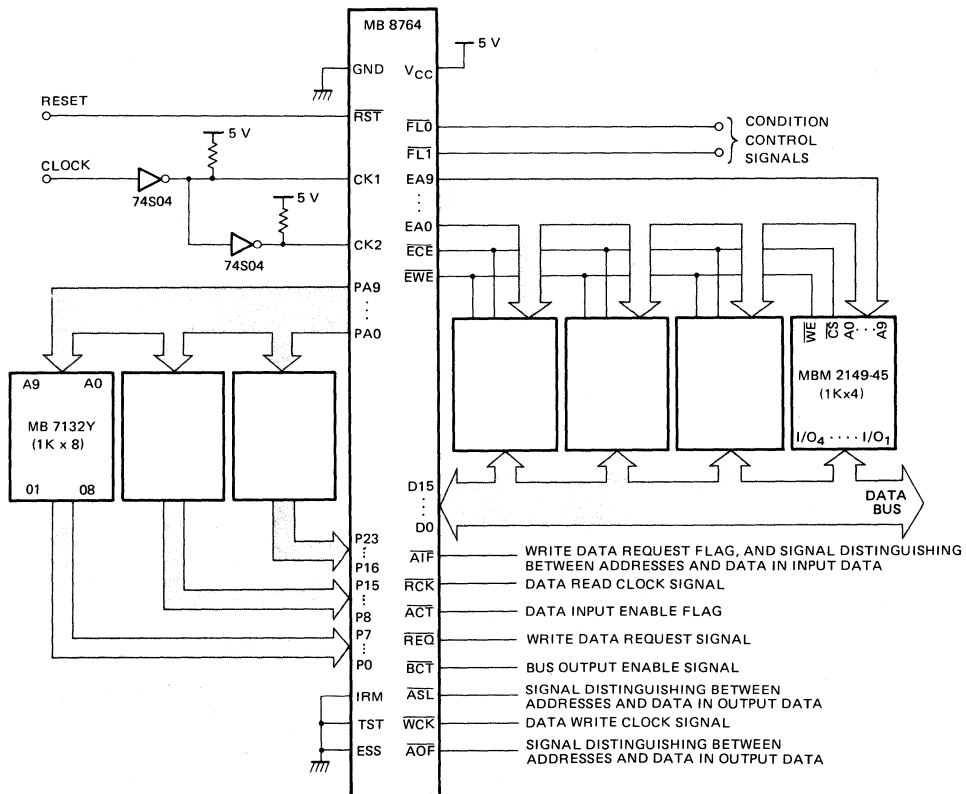 MB 8764
5 V
GND
VCC
RESET
RST
FL0
CONDITION
CONTROL
SIGNALS
5 V
FL1
CLOCK
CK1
EA9
74S04
5 V
EA0
CK2
ECE
74S04
EWE
PA9
PA0
WE CS A0 · · · A9
A9 A0
MBM 2149-45
(1Kx4)
MB 7132Y
(1K x 8)
I/O4 · · · · I/O1
01 08
D15
DATA
BUS
D0
P23
P16
AIF
WRITE DATA REQUEST FLAG, AND SIGNAL DISTINGUISHING
BETWEEN ADDRESSES AND DATA IN INPUT DATA
P15
RCK
DATA READ CLOCK SIGNAL
P8
ACT
DATA INPUT ENABLE FLAG
P7
REQ
WRITE DATA REQUEST SIGNAL
P0
BCT
BUS OUTPUT ENABLE SIGNAL
IRM
ASL
SIGNAL DISTINGUISHING BETWEEN
ADDRESSES AND DATA IN OUTPUT DATA
TST
WCK
DATA WRITE CLOCK SIGNAL
ESS
AOF
SIGNAL DISTINGUISHING BETWEEN
ADDRESSES AND DATA IN OUTPUT DATA